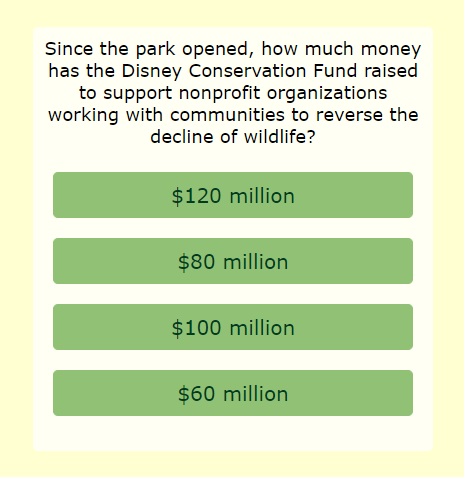 Since the park opened, how much money
has the Disney Conservation Fund raised
to support nonprofit organizations
working with communities to reverse the
decline of wildlife?
$120 million
$80 million
$100 million
$60 million